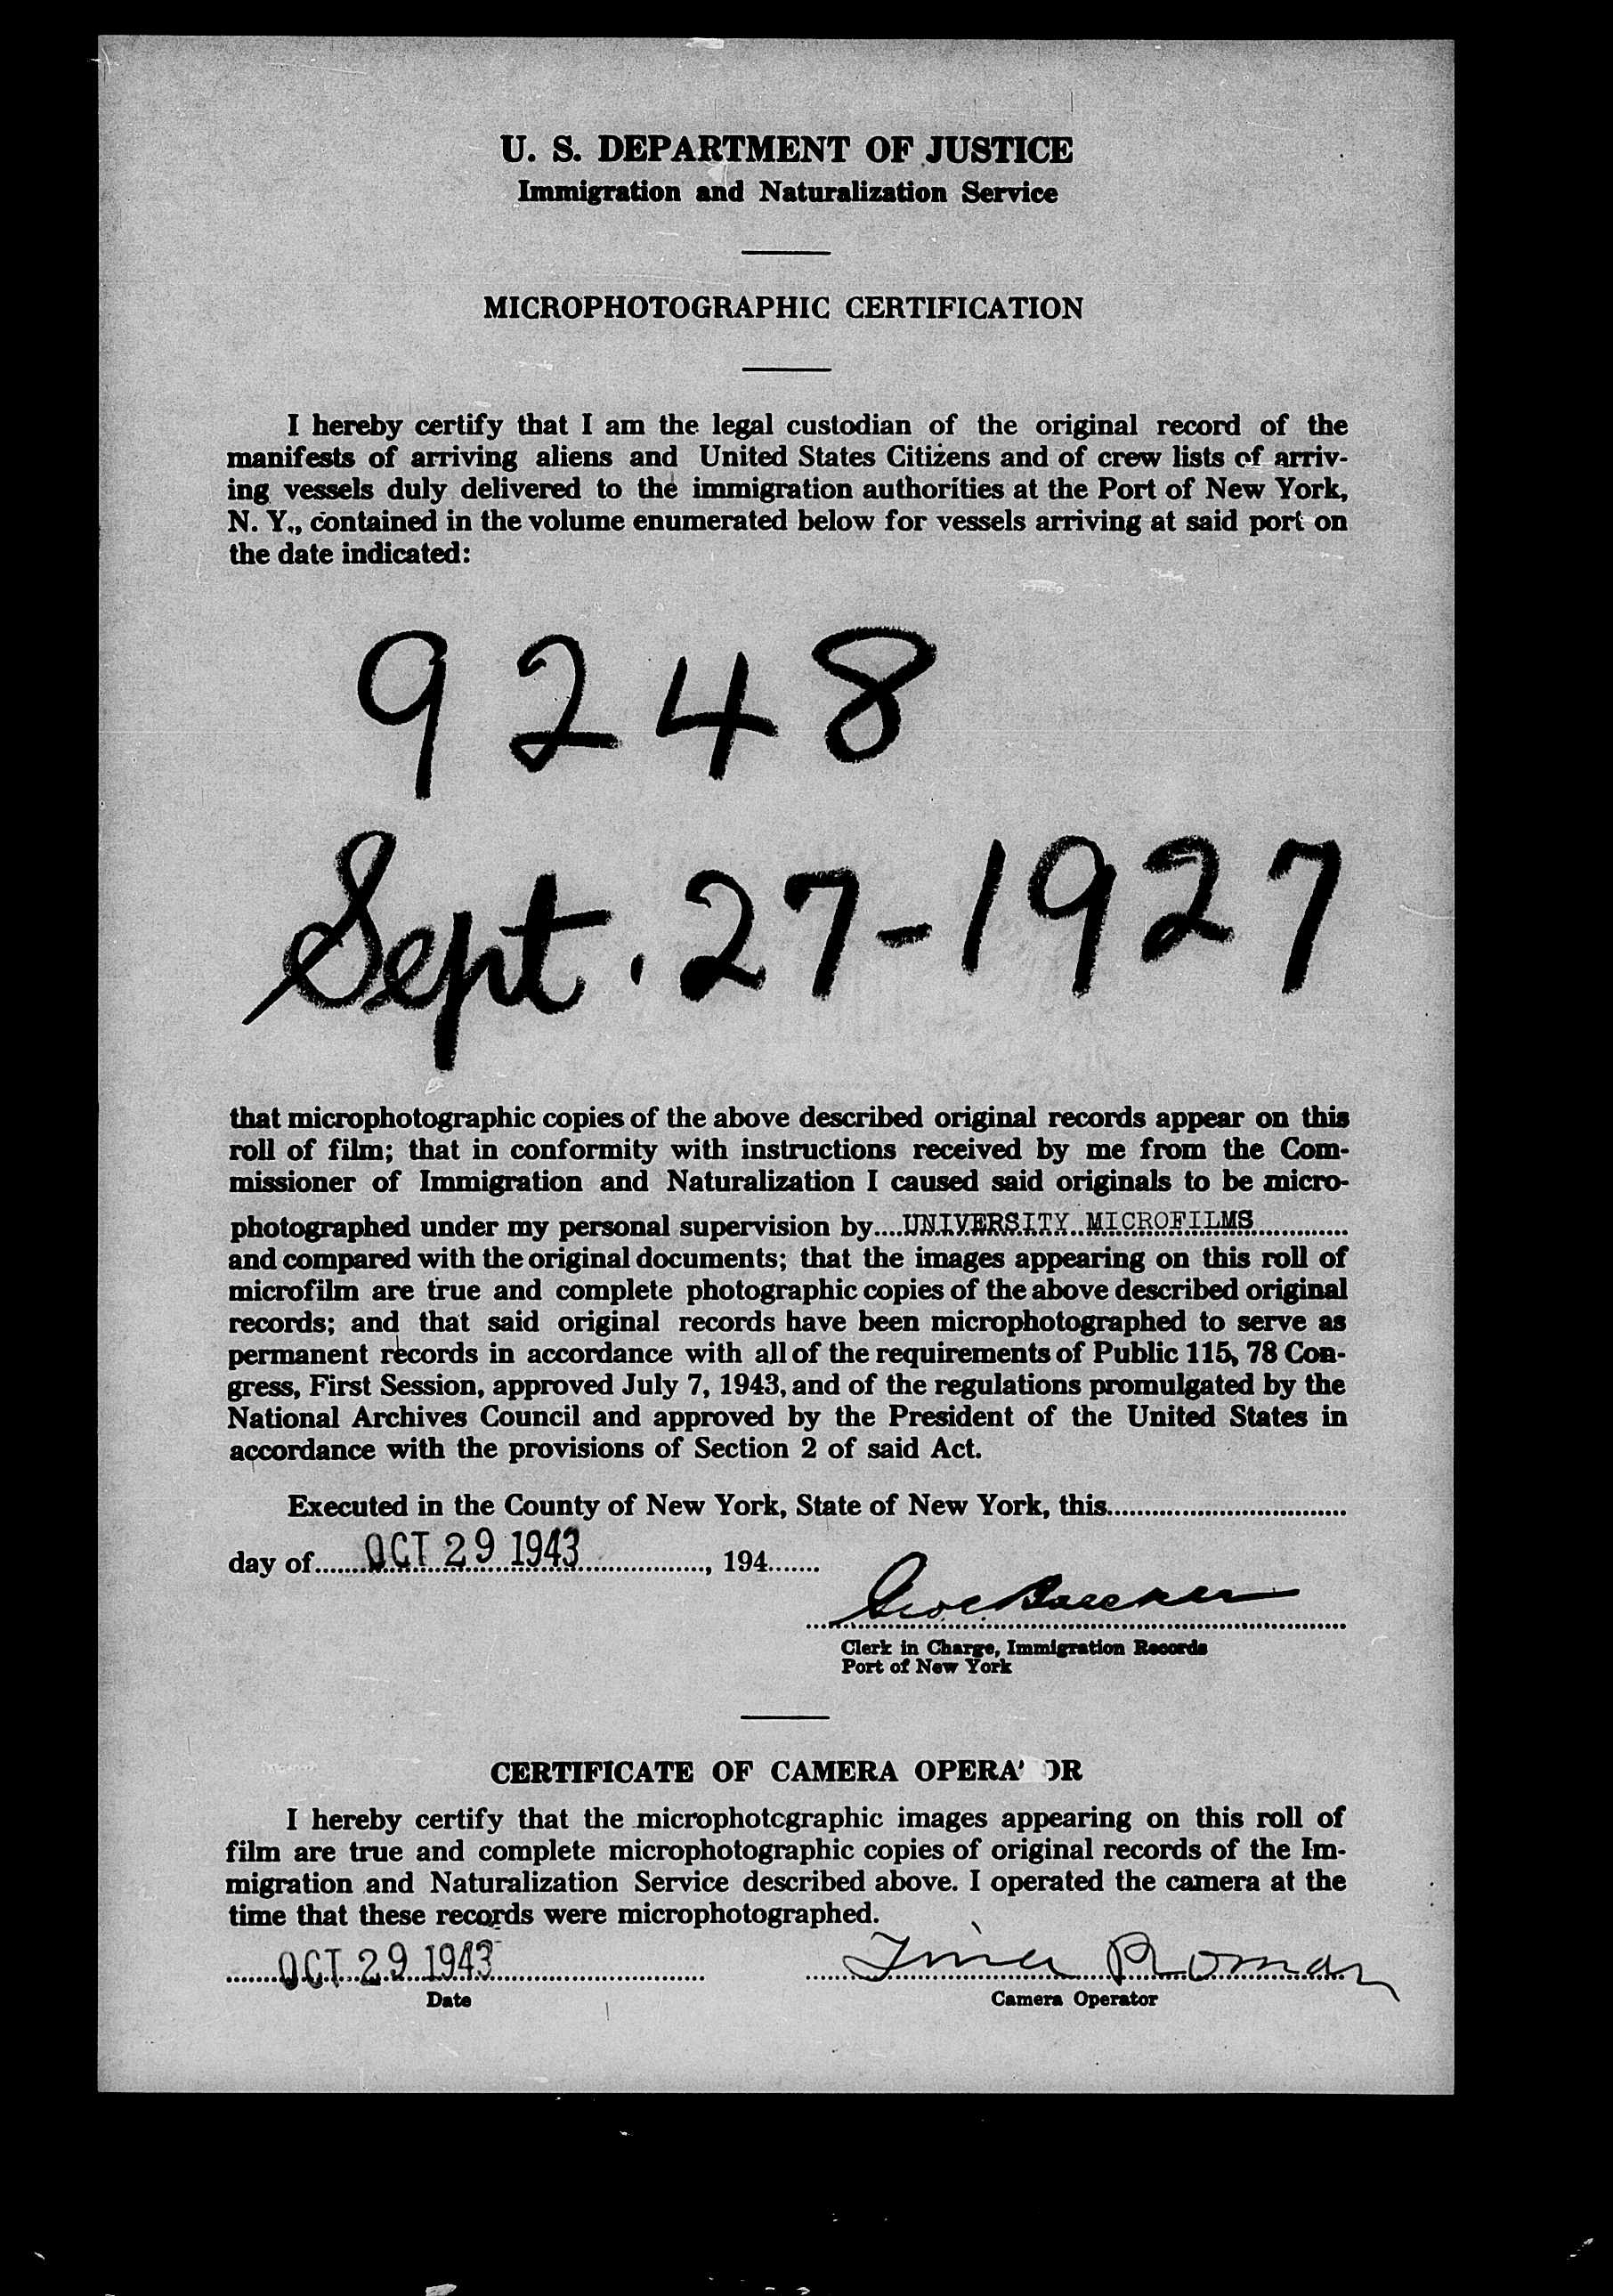 U. S. DEPARTMENT OF JUSTICE
Immigration and Naturalization Service
MICROPHOTOGRAPHIC CERTIFICATION
I hereby certify that I am the legal custodian of the original record of the
manifests of arriving aliens and United States Citizens and of crew lists of arriv-
ing vessels duly delivered to the immigration authorities at the Port of New York,
N. Y., contained in the volume enumerated below for vessels arriving at said port on
the date indicated:
9248
Sept. 27-1927
that microphotographic copies of the above described original records appear on this
roll of film; that in conformity with instructions received by me from the Com-
missioner of Immigration and Naturalization I caused said originals to be micro-
photographed under my personal supervision by....UNIVERSITY MICROFILMS............
and compared with the original documents; that the images appearing on this roll of
microfilm are true and complete photographic copies of the above described original
records; and that said original records have been microphotographed to serve as
permanent records in accordance with all of the requirements of Public 115, 78 Con-
gress, First Session, approved July 7, 1943, and of the regulations promulgated by the
National Archives Council and approved by the President of the United States in
accordance with the provisions of Section 2 of said Act.
Executed in the County of New York, State of New York, this................................
day of.......OCT 29 1943................, 194.......
Clerk in Charge, Immigration Records
Port of New York
CERTIFICATE OF CAMERA OPERA' OR
I hereby certify that the microphotographic images appearing on this roll of
film are true and complete microphotographic copies of original records of the Im-
migration and Naturalization Service described above. I operated the camera at the
time that these records were microphotographed.
OCT 29 1943 Roman
Date Camera Operator